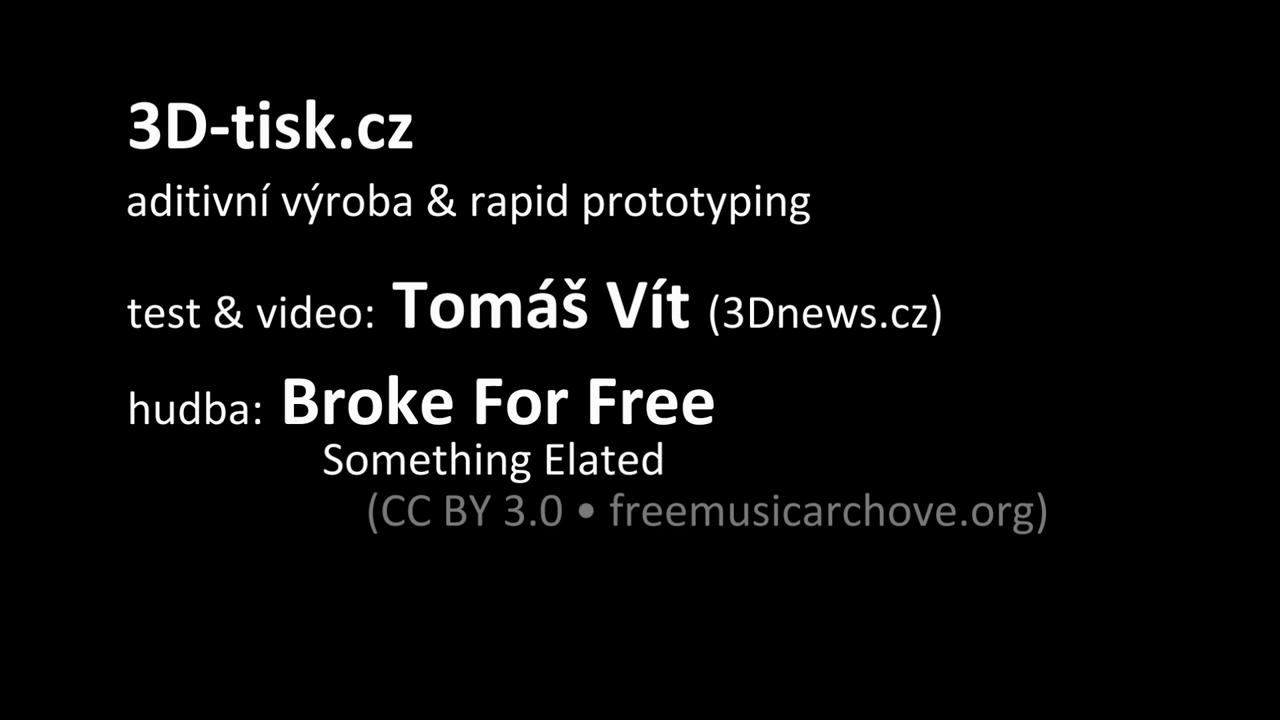 3D-tisk.cz
aditivní výroba & rapid prototyping
test & video: Tomáš Vít (3Dnews.cz)
hudba: Broke For Free
Something Elated
(CC BY 3.0 • freemusicarchove.org)